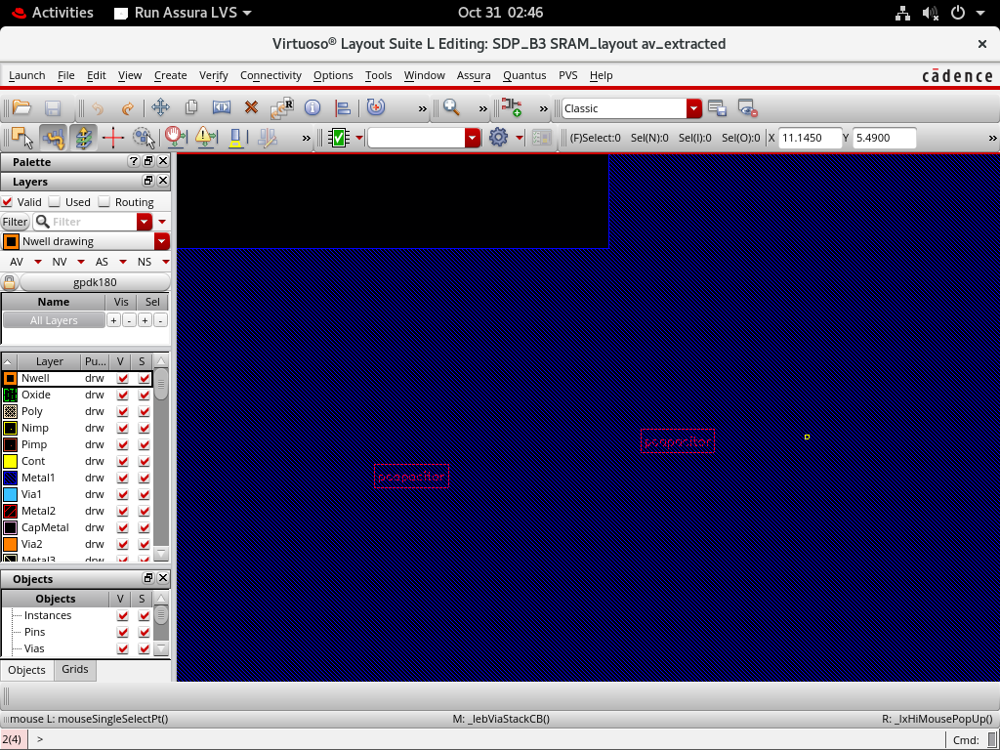 Activities Run Assura LVS Oct 31 02:46
Virtuoso® Layout Suite L Editing: SDP_B3 SRAM_layout av_extracted ×
Launch File Edit View Create Verify Connectivity Options Tools Window Assura Quantus PVS Help cādence
» » » Classic
» (F)Select:0 Sel(N):0 Sel(I):0 Sel(O):0 X 11.1450 Y 5.4900 »
Palette ?
Layers
Valid Used Routing
Filter Filter
Nwell drawing
AV NV AS NS
gpdk180
Name Vis Sel
All Layers + - + -
Layer Pu... V S
Nwell drw
Oxide drw
Poly drw
Nimp drw
Pimp drw
Cont drw
Metal1 drw
Via1 drw
Metal2 drw
CapMetal drw
Via2 drw
Metal3 drw
pcapacitor
pcapacitor
Objects
Objects V S
Instances
Pins
Vias
Objects Grids
mouse L: mouseSingleSelectPt() M: _lebViaStackCB() R: _lxHiMousePopUp()
2(4) > Cmd: